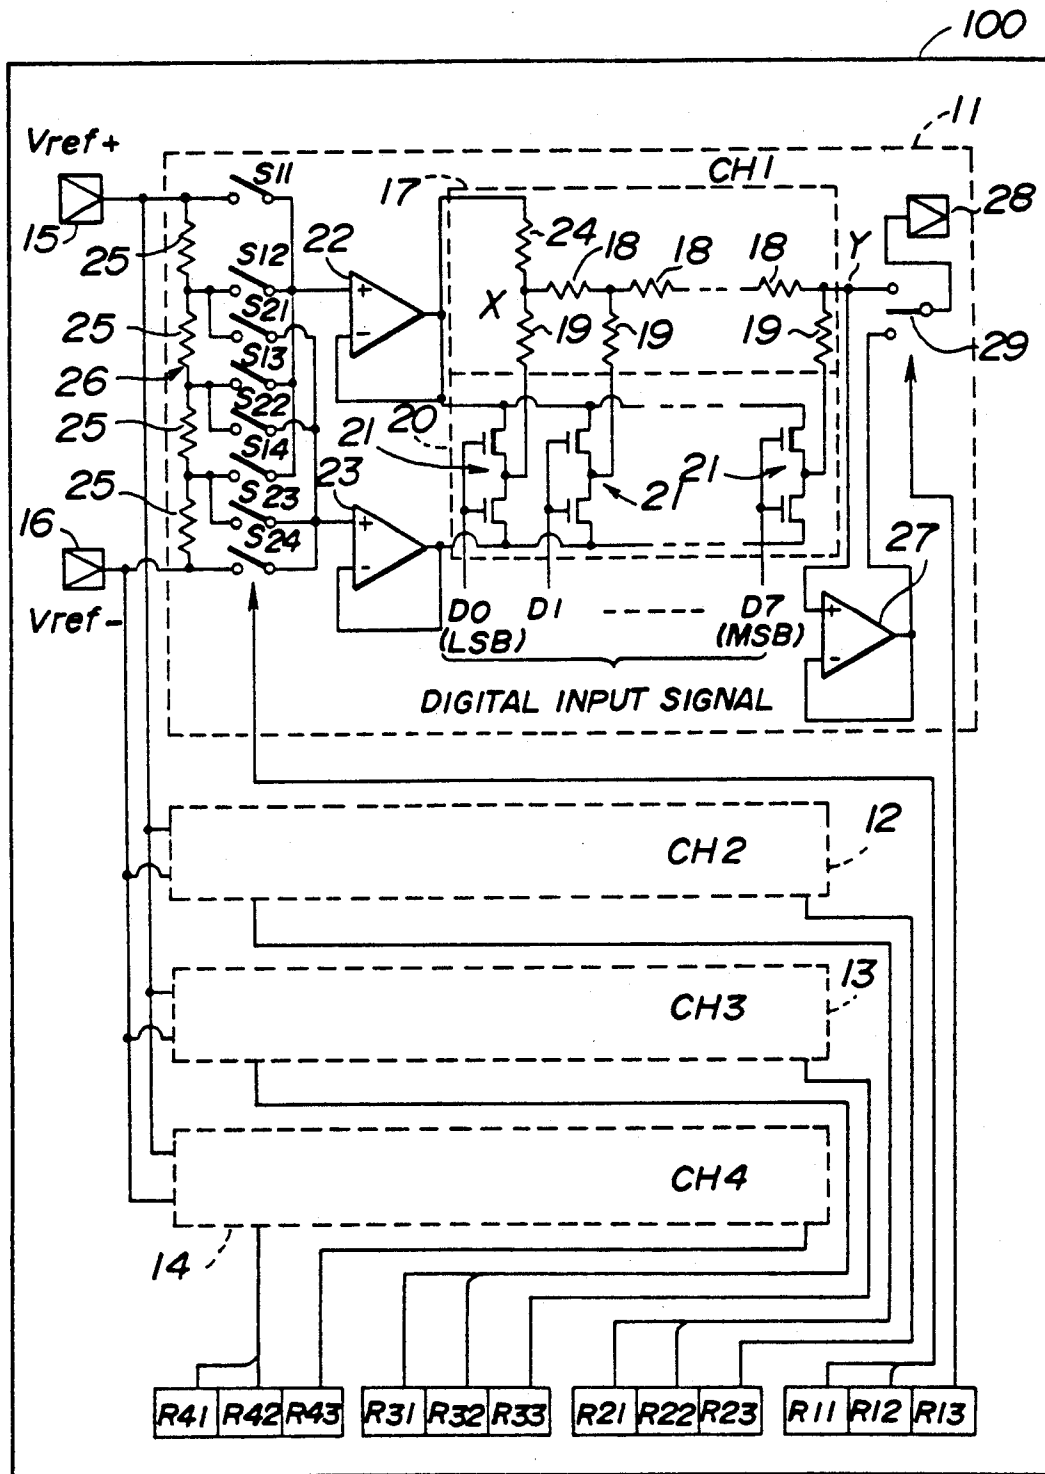 100
11
Vref+
S11
17
CH1
28
15
25
S12
22
24
18
18
18
Y
S21
X
25
S13
19
19
19
29
26
S22
20
25
S14
21
23
21
21
25
S23
16
S24
27
Vref-
D0
D1
D7
(LSB)
(MSB)
DIGITAL INPUT SIGNAL
12
CH2
13
CH3
CH4
14
R41 R42 R43 R31 R32 R33 R21 R22 R23 R11 R12 R13